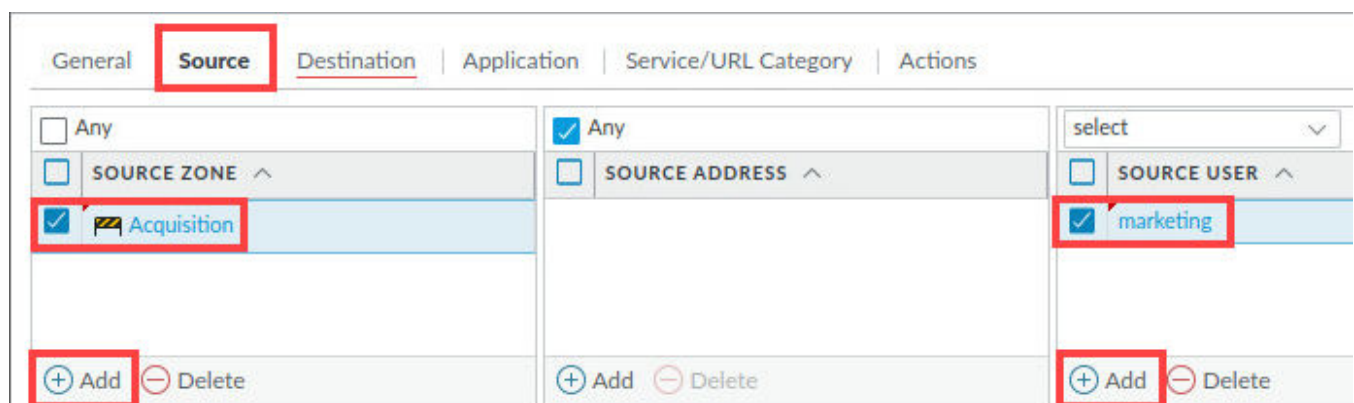 General Source Destination | Application | Service/URL Category | Actions
Any Any select
SOURCE ZONE SOURCE ADDRESS SOURCE USER
Acquisition marketing
Add Delete Add Delete Add Delete